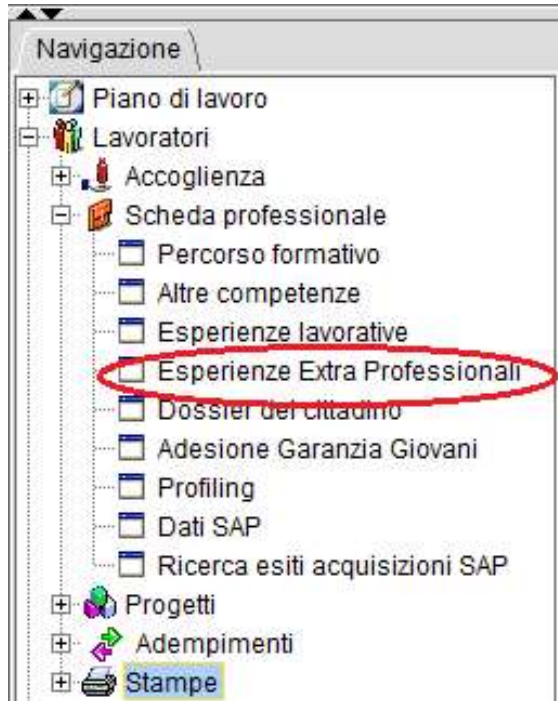 Navigazione
Piano di lavoro
Lavoratori
Accoglienza
Scheda professionale
Percorso formativo
Altre competenze
Esperienze lavorative
Esperienze Extra Professionali
Dossier del cittadino
Adesione Garanzia Giovani
Profiling
Dati SAP
Ricerca esiti acquisizioni SAP
Progetti
Adempimenti
Stampe